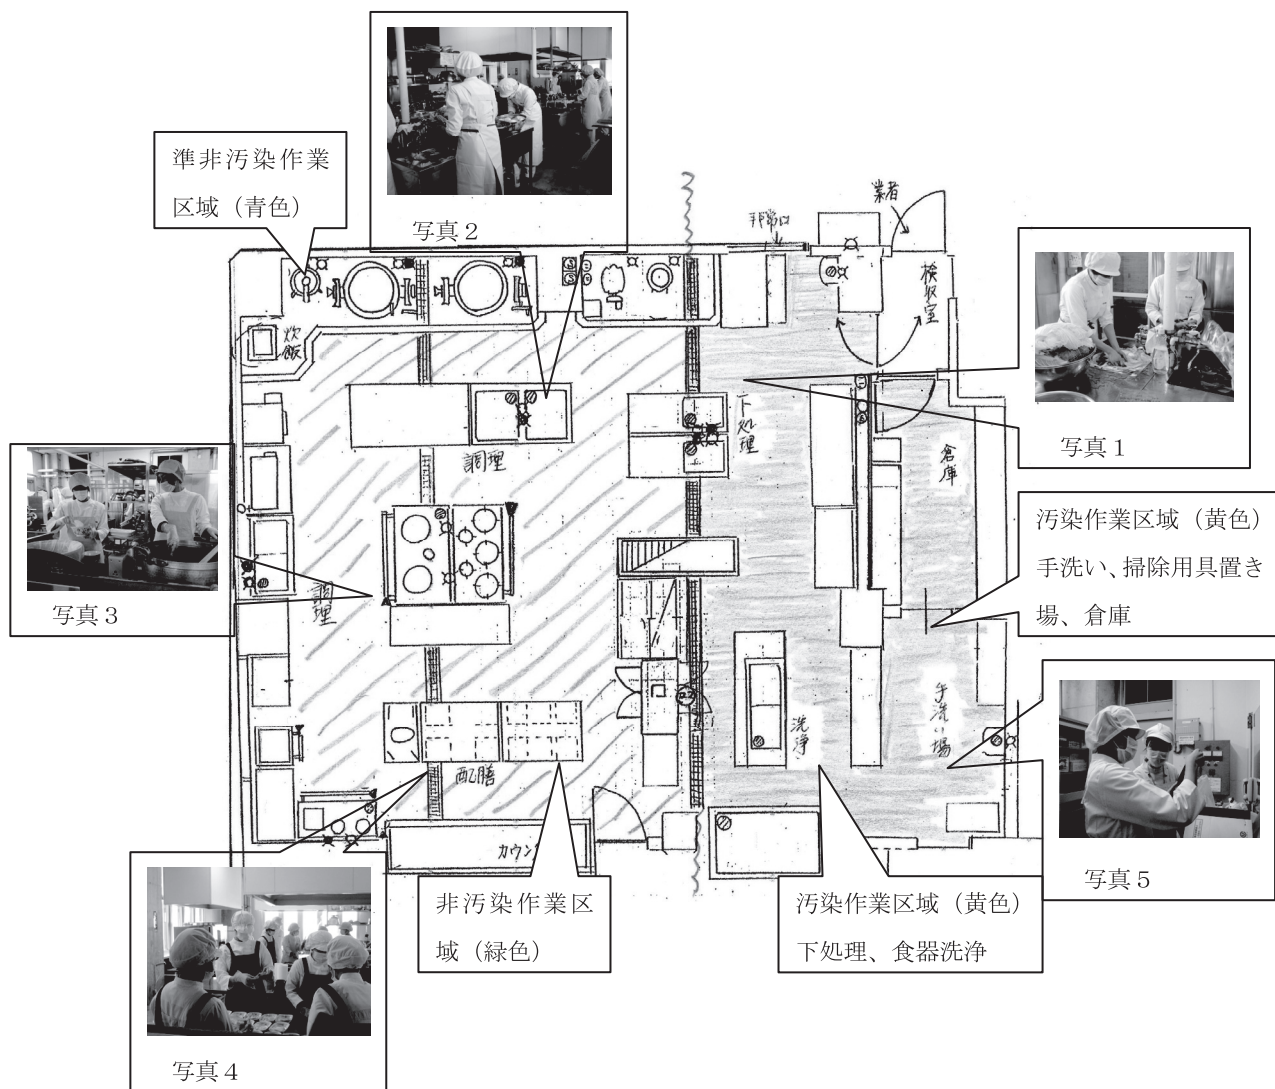 写真2
準非汚染作業
区域（青色）
業者
非常口
検収室
写真1
炊飯
下処理
調理
倉庫
汚染作業区域（黄色）
手洗い、掃除用具置き
場、倉庫
写真3
調理
手洗い場
洗浄
配膳
写真5
カウン
非汚染作業区
域（緑色）
汚染作業区域（黄色）
下処理、食器洗浄
写真4